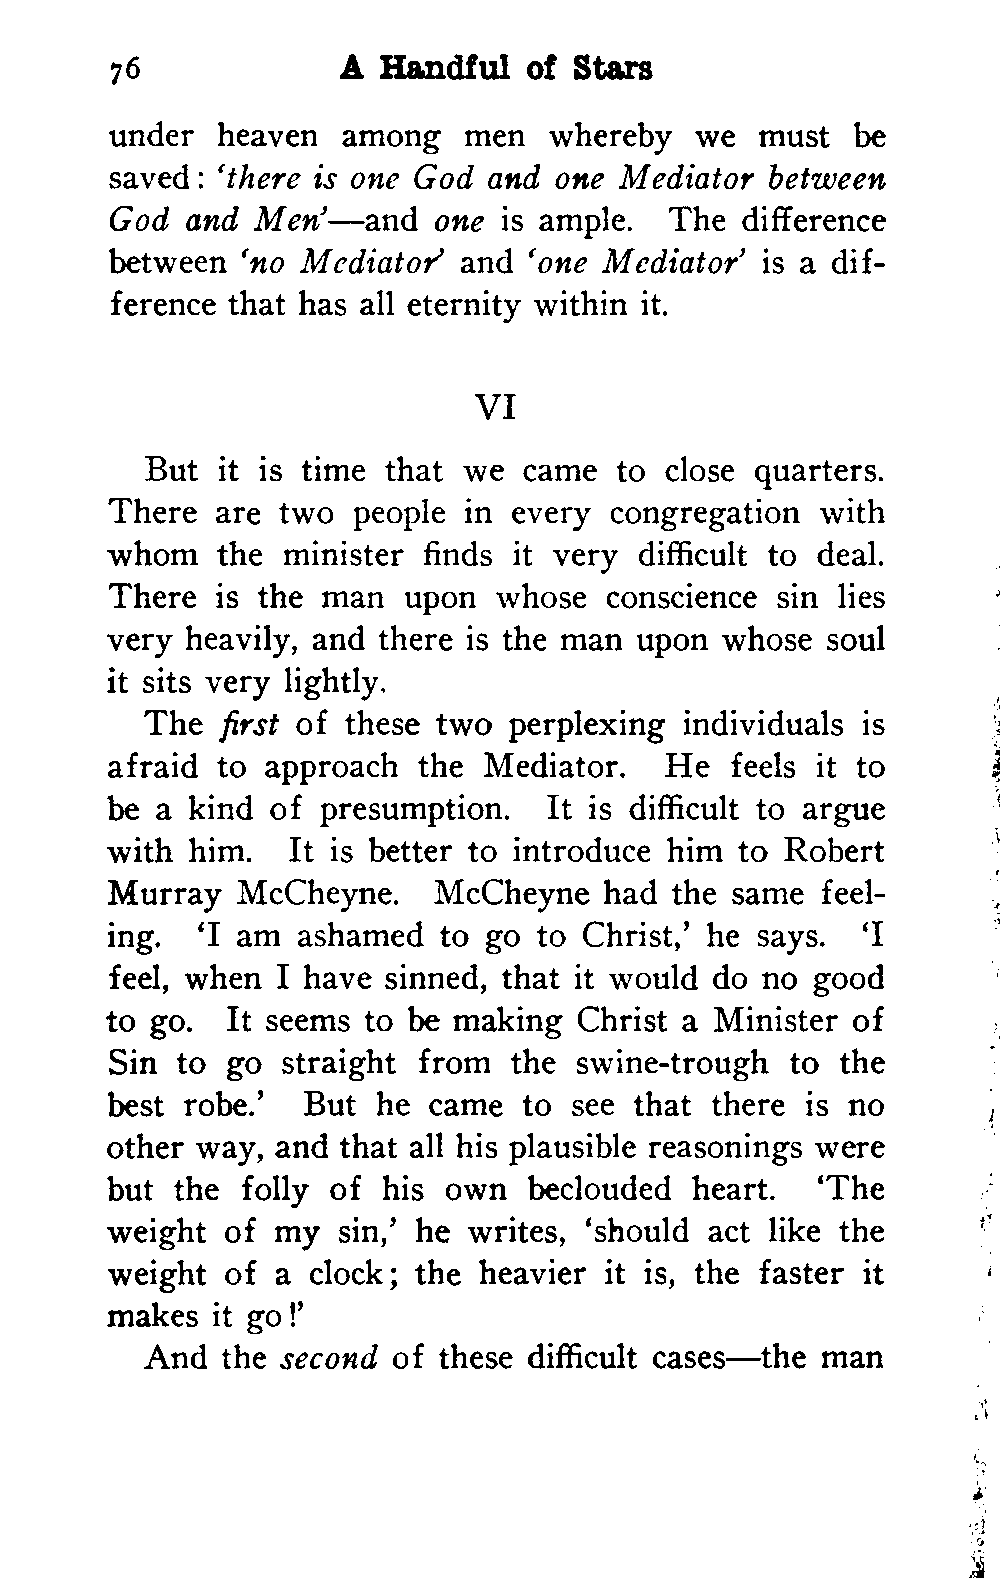 76 A Handful of Stars
under heaven among men whereby we must be
saved: ‘there is one God and one Mediator between
God and Men’—and one is ample. The difference
between ‘no Mediator’ and ‘one Mediator’ is a dif-
ference that has all eternity within it.
VI
But it is time that we came to close quarters.
There are two people in every congregation with
whom the minister finds it very difficult to deal.
There is the man upon whose conscience sin lies
very heavily, and there is the man upon whose soul
it sits very lightly.
The first of these two perplexing individuals is
afraid to approach the Mediator. He feels it to
be a kind of presumption. It is difficult to argue
with him. It is better to introduce him to Robert
Murray McCheyne. McCheyne had the same feel-
ing. ‘I am ashamed to go to Christ,’ he says. ‘I
feel, when I have sinned, that it would do no good
to go. It seems to be making Christ a Minister of
Sin to go straight from the swine-trough to the
best robe.’ But he came to see that there is no
other way, and that all his plausible reasonings were
but the folly of his own beclouded heart. ‘The
weight of my sin,’ he writes, ‘should act like the
weight of a clock; the heavier it is, the faster it
makes it go!’
And the second of these difficult cases—the man